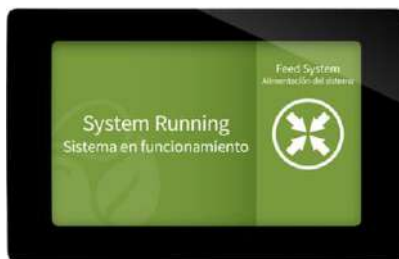 System Running
Sistema en funcionamiento
Feed System
Alimentación del sistema